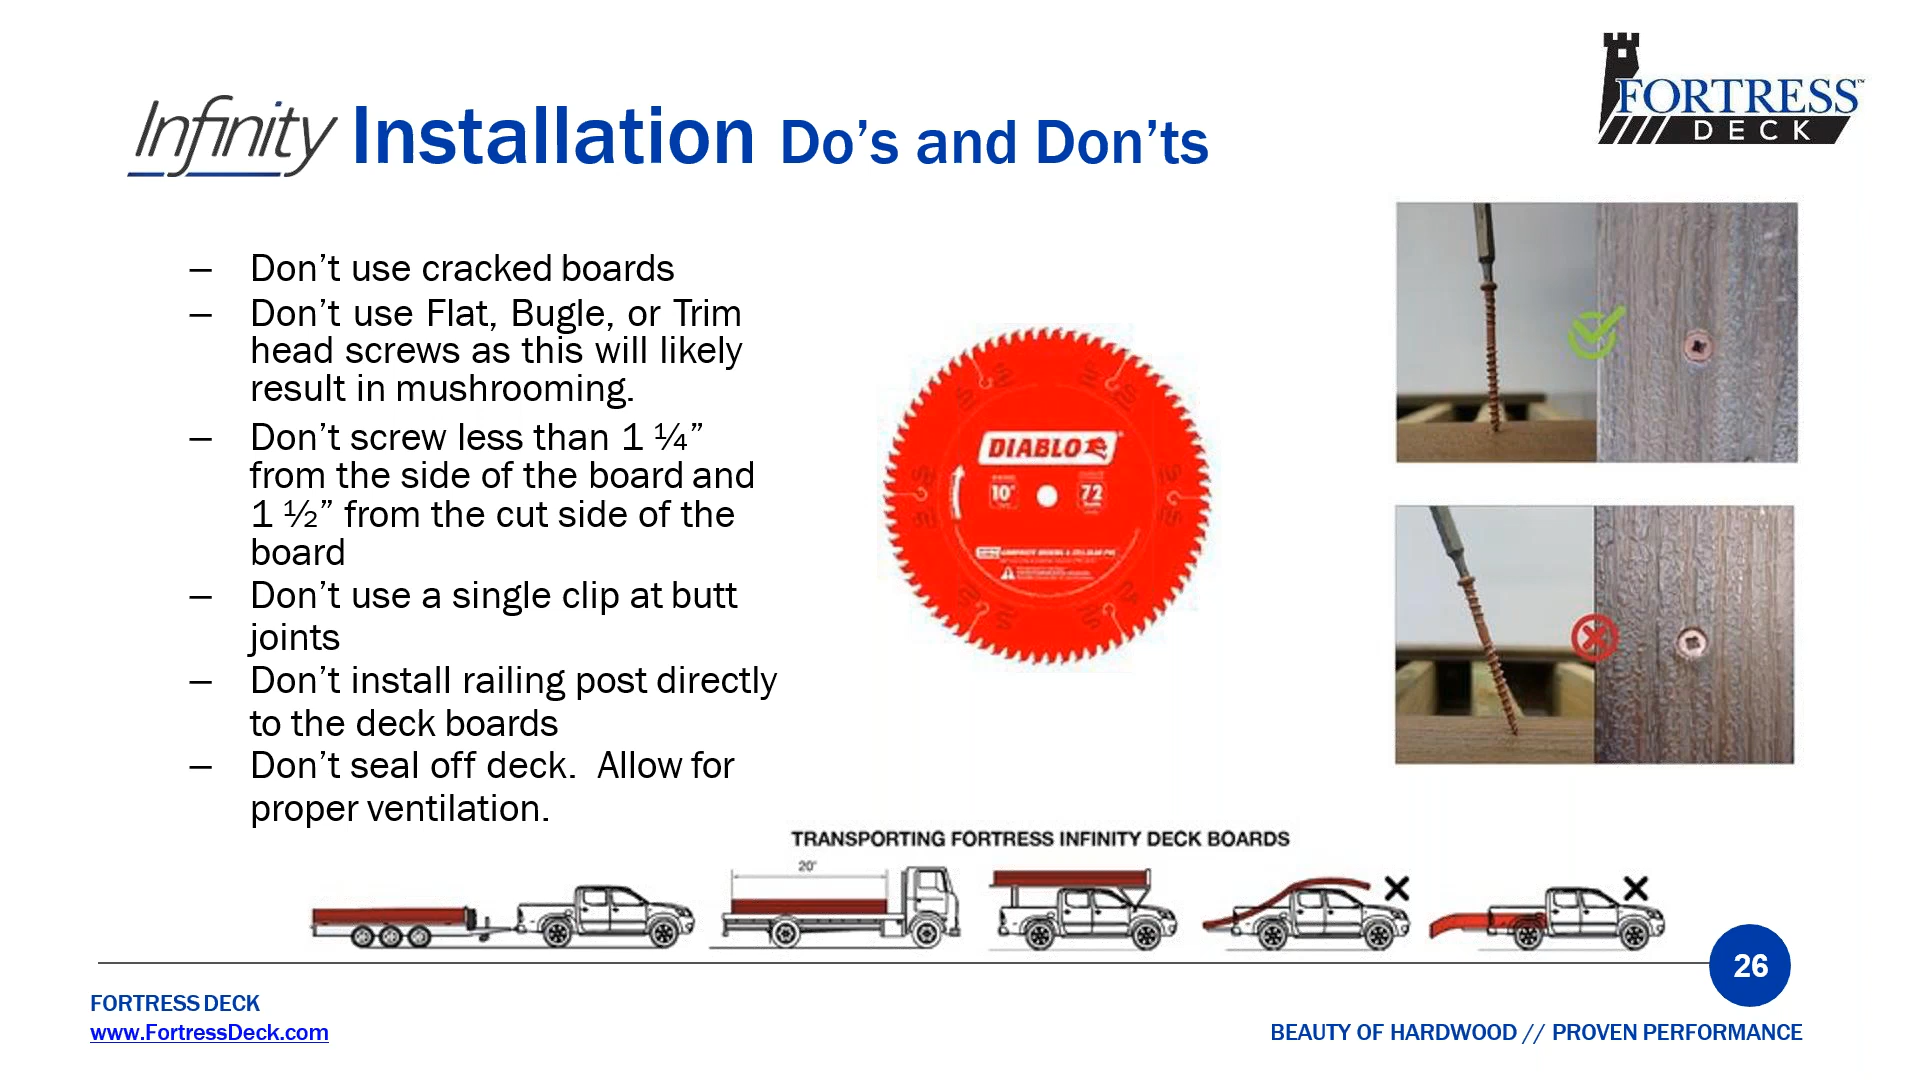 FORTRESS™
DECK
Infinity Installation Do’s and Don’ts
– Don’t use cracked boards
– Don’t use Flat, Bugle, or Trim
head screws as this will likely
result in mushrooming.
– Don’t screw less than 1 ¼”
from the side of the board and
1 ½” from the cut side of the
board
– Don’t use a single clip at butt
joints
– Don’t install railing post directly
to the deck boards
– Don’t seal off deck.  Allow for
proper ventilation.
DIABLO
10"
72
TRANSPORTING FORTRESS INFINITY DECK BOARDS
20'
26
FORTRESS DECK
www.FortressDeck.com
BEAUTY OF HARDWOOD // PROVEN PERFORMANCE